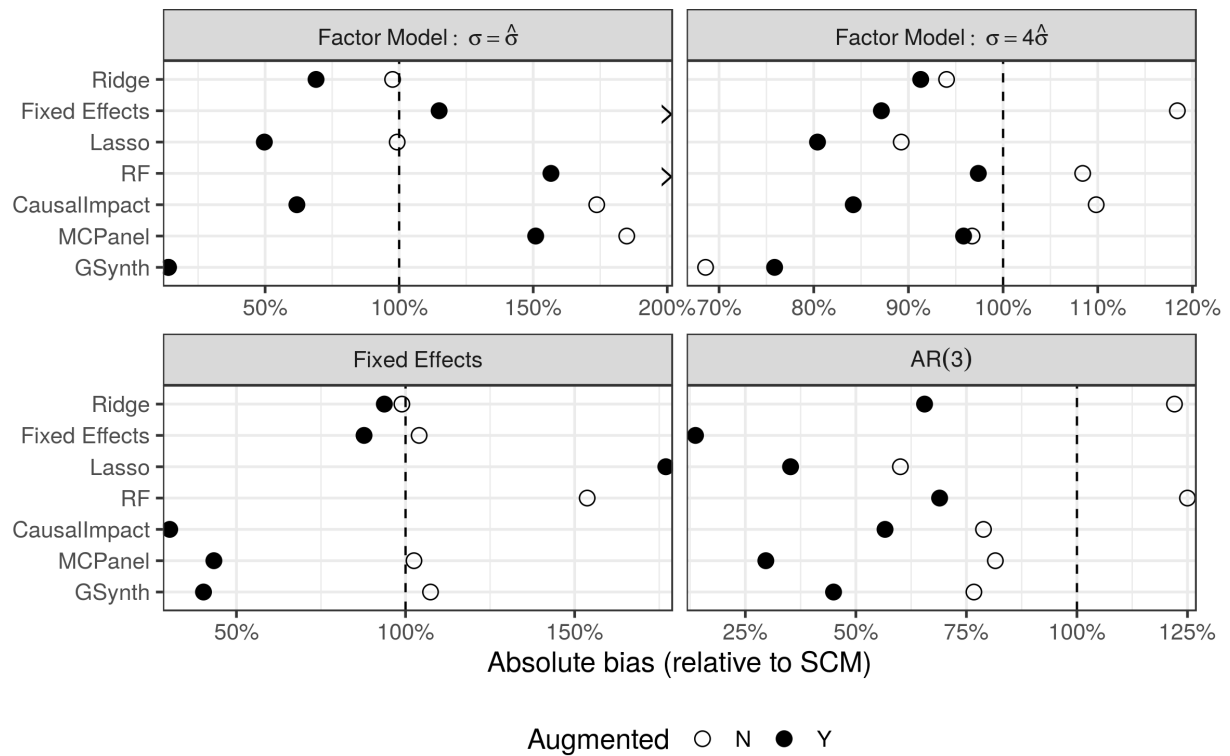 Factor Model : σ = σ̂
Factor Model : σ = 4σ̂
Ridge
Fixed Effects
Lasso
RF
CausalImpact
MCPanel
GSynth
50% 100% 150% 200%
70% 80% 90% 100% 110% 120%
Fixed Effects
AR(3)
Ridge
Fixed Effects
Lasso
RF
CausalImpact
MCPanel
GSynth
50% 100% 150%
25% 50% 75% 100% 125%
Absolute bias (relative to SCM)
Augmented N Y